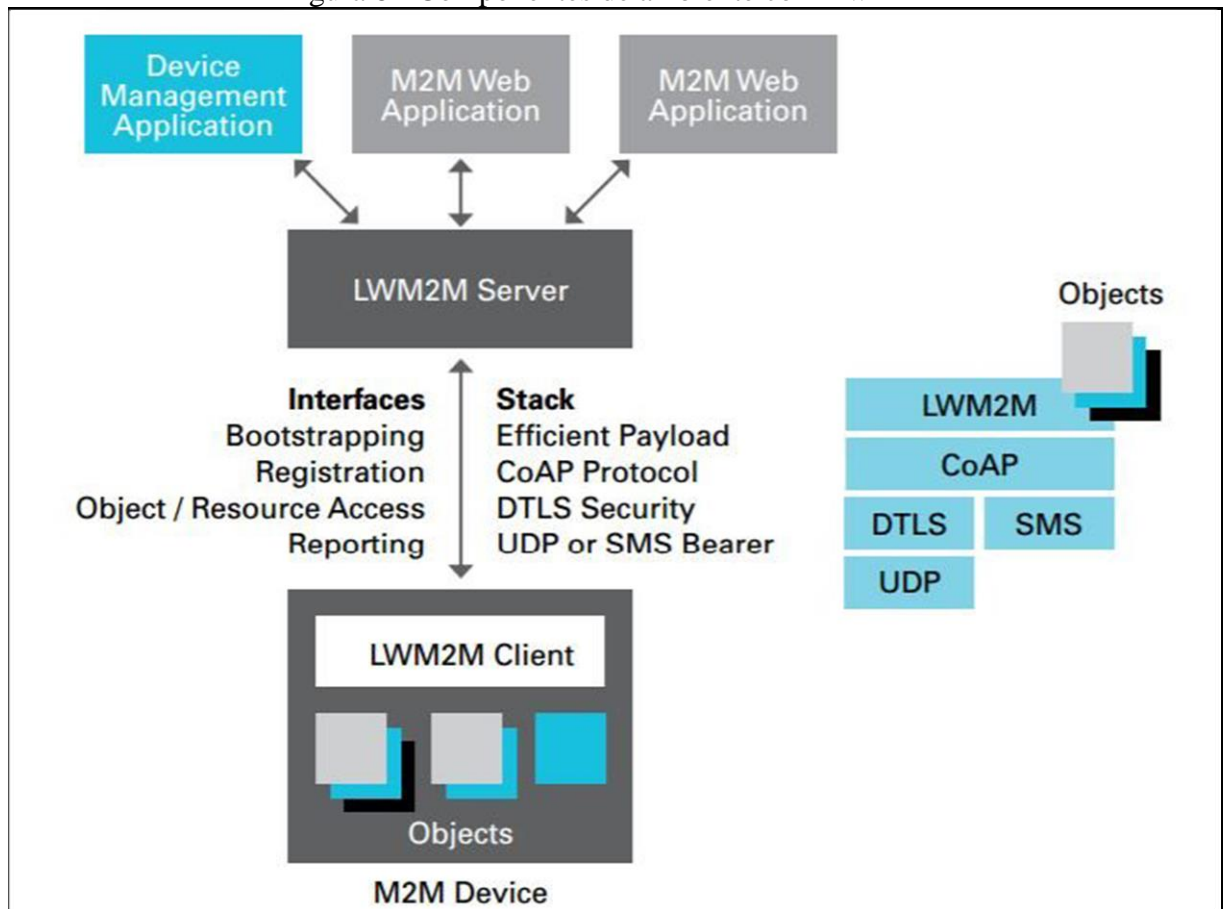 Device
Management
Application
M2M Web
Application
M2M Web
Application
LWM2M Server
Interfaces
Bootstrapping
Registration
Object / Resource Access
Reporting
Stack
Efficient Payload
CoAP Protocol
DTLS Security
UDP or SMS Bearer
LWM2M Client
Objects
M2M Device
Objects
LWM2M
CoAP
DTLS
SMS
UDP